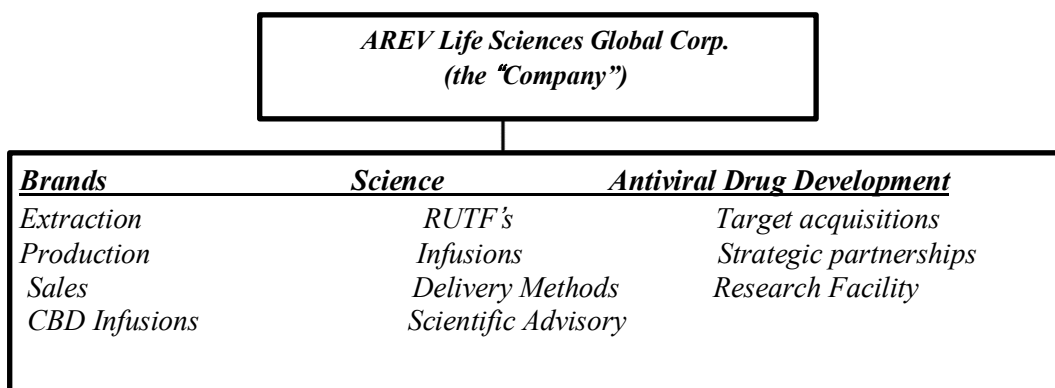 AREV Life Sciences Global Corp.
(the “Company”)
Brands Science Antiviral Drug Development
Extraction RUTF’s Target acquisitions
Production Infusions Strategic partnerships
Sales Delivery Methods Research Facility
CBD Infusions Scientific Advisory